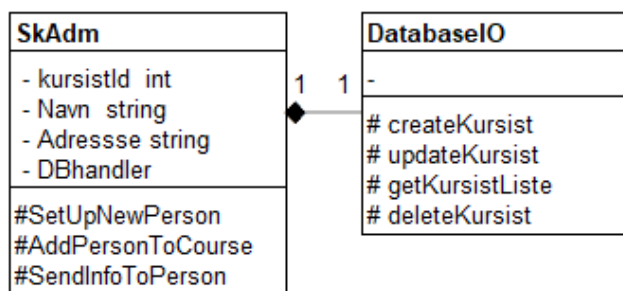 SkAdm
- kursistId int
- Navn string
- Adressse string
- DBhandler
#SetUpNewPerson
#AddPersonToCourse
#SendInfoToPerson
1 1
DatabaseIO
-
# createKursist
# updateKursist
# getKursistListe
# deleteKursist